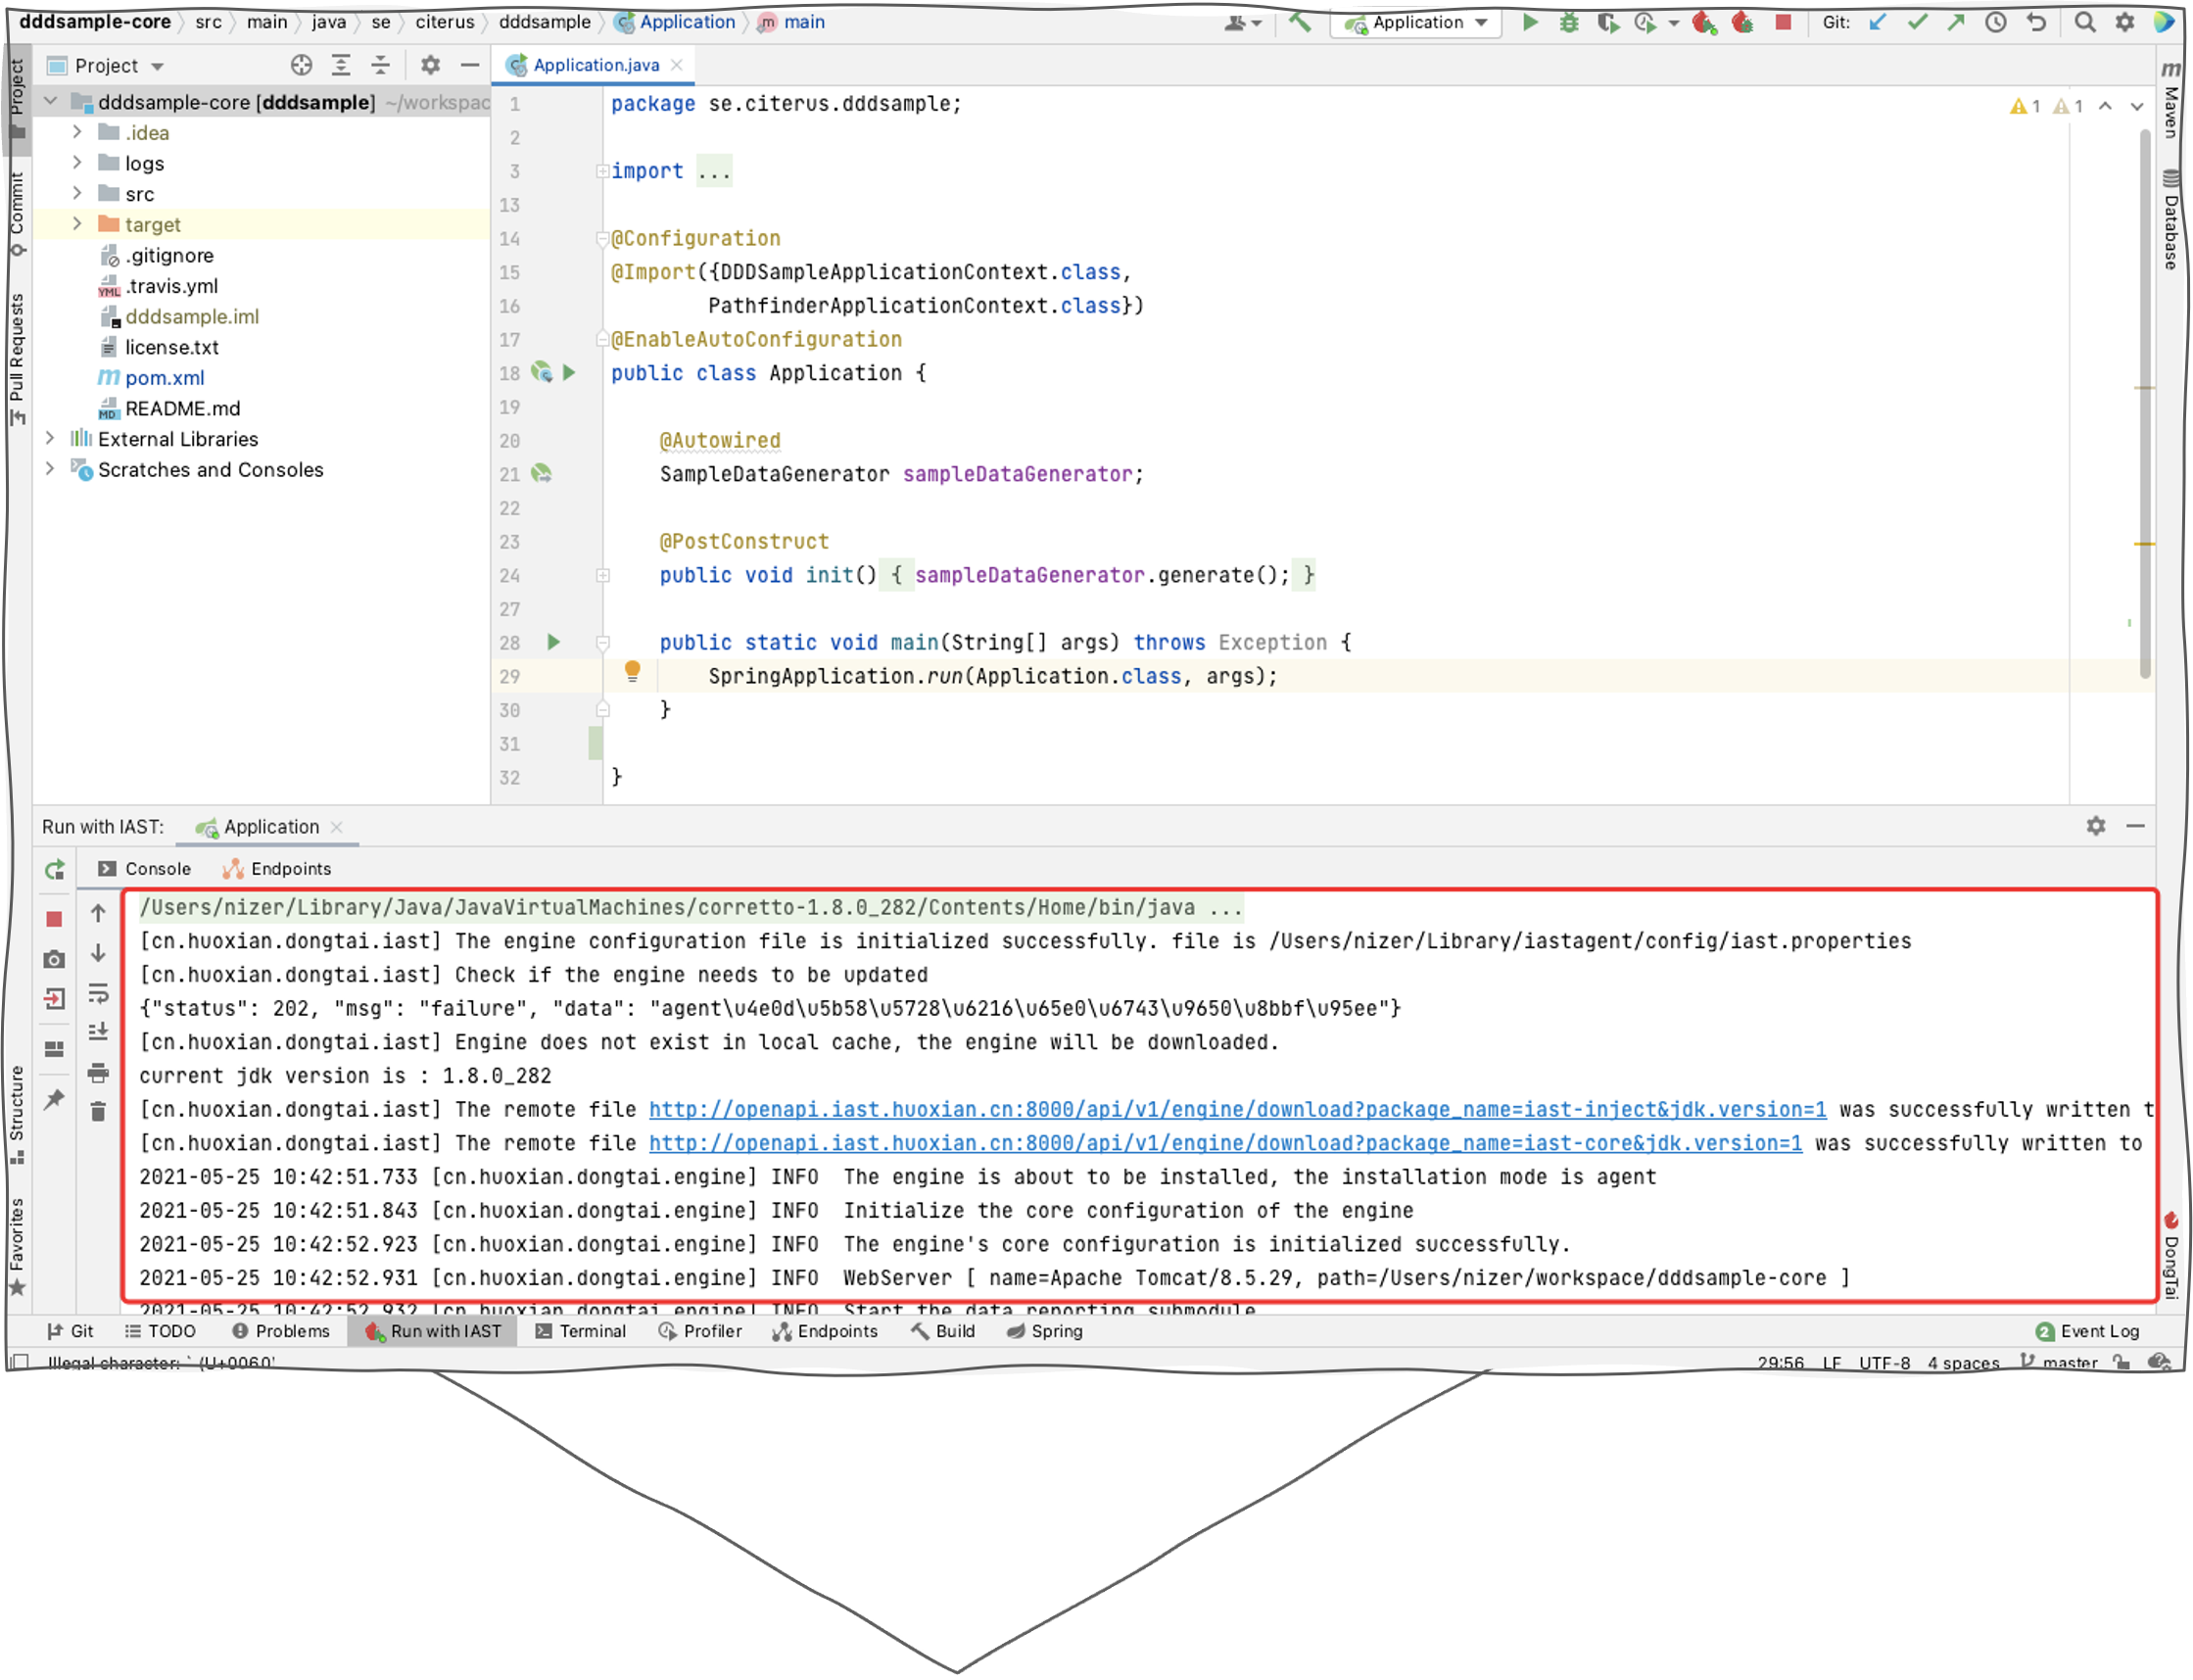 dddsample-core src main java se citerus dddsample Application main
Application Git:
Project
Application.java
dddsample-core [dddsample] ~/workspac
.idea
logs
src
target
.gitignore
.travis.yml
dddsample.iml
license.txt
pom.xml
README.md
External Libraries
Scratches and Consoles
1 package se.citerus.dddsample;
2
3 import ...
13
14 @Configuration
15 @Import({DDDSampleApplicationContext.class,
16 PathfinderApplicationContext.class})
17 @EnableAutoConfiguration
18 public class Application {
19
20 @Autowired
21 SampleDataGenerator sampleDataGenerator;
22
23 @PostConstruct
24 public void init() { sampleDataGenerator.generate(); }
27
28 public static void main(String[] args) throws Exception {
29 SpringApplication.run(Application.class, args);
30 }
31
32 }
1 1
Project
Commit
Pull Requests
Structure
Favorites
Maven
Database
DongTai
Run with IAST: Application
Console Endpoints
/Users/nizer/Library/Java/JavaVirtualMachines/corretto-1.8.0_282/Contents/Home/bin/java ...
[cn.huoxian.dongtai.iast] The engine configuration file is initialized successfully. file is /Users/nizer/Library/iastagent/config/iast.properties
[cn.huoxian.dongtai.iast] Check if the engine needs to be updated
{"status": 202, "msg": "failure", "data": "agent\u4e0d\u5b58\u5728\u6216\u65e0\u6743\u9650\u8bbf\u95ee"}
[cn.huoxian.dongtai.iast] Engine does not exist in local cache, the engine will be downloaded.
current jdk version is : 1.8.0_282
[cn.huoxian.dongtai.iast] The remote file http://openapi.iast.huoxian.cn:8000/api/v1/engine/download?package_name=iast-inject&jdk.version=1 was successfully written t
[cn.huoxian.dongtai.iast] The remote file http://openapi.iast.huoxian.cn:8000/api/v1/engine/download?package_name=iast-core&jdk.version=1 was successfully written to
2021-05-25 10:42:51.733 [cn.huoxian.dongtai.engine] INFO The engine is about to be installed, the installation mode is agent
2021-05-25 10:42:51.843 [cn.huoxian.dongtai.engine] INFO Initialize the core configuration of the engine
2021-05-25 10:42:52.923 [cn.huoxian.dongtai.engine] INFO The engine's core configuration is initialized successfully.
2021-05-25 10:42:52.931 [cn.huoxian.dongtai.engine] INFO WebServer [ name=Apache Tomcat/8.5.29, path=/Users/nizer/workspace/dddsample-core ]
2021-05-25 10:42:52.932 [cn.huoxian.dongtai.engine] INFO Start the data reporting submodule
Git TODO Problems Run with IAST Terminal Profiler Endpoints Build Spring 2 Event Log
Illegal character: ` (U+0060) 29:56 LF UTF-8 4 spaces master